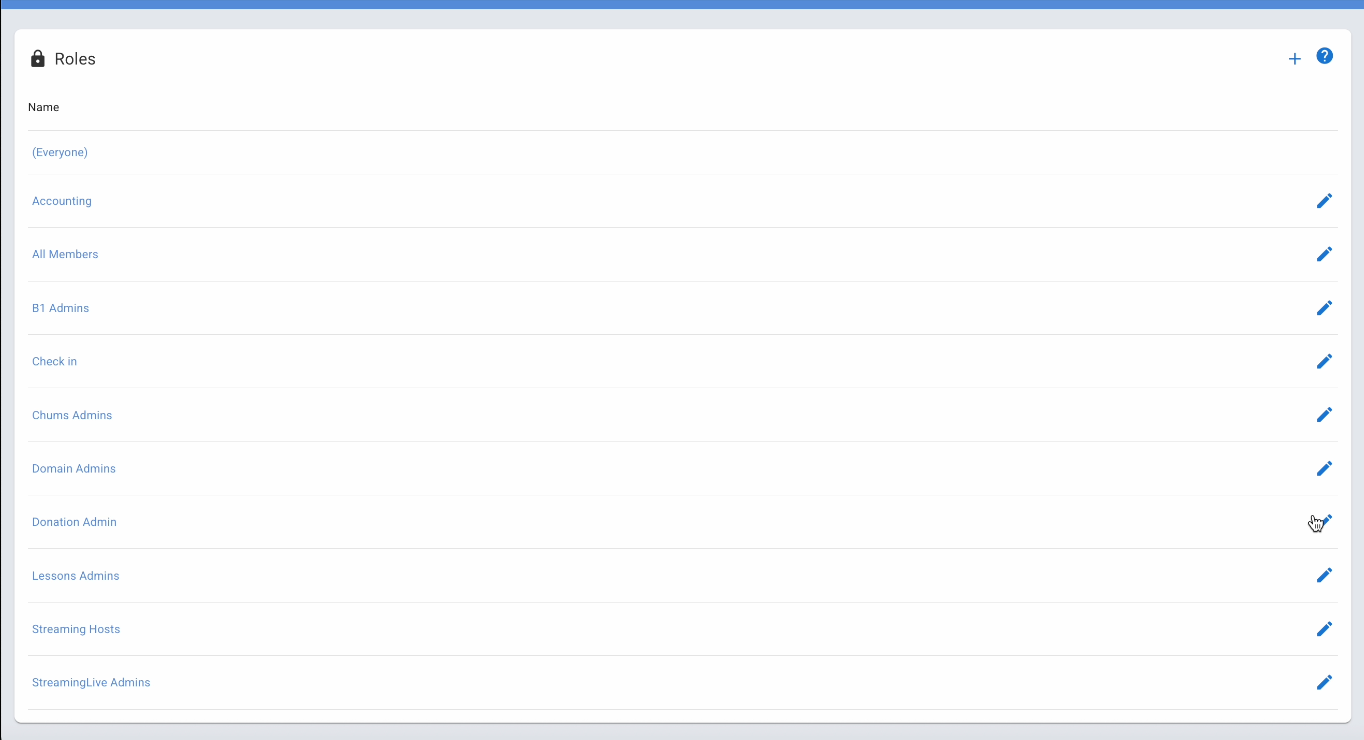 Roles
Name
(Everyone)
Accounting
All Members
B1 Admins
Check in
Chums Admins
Domain Admins
Donation Admin
Lessons Admins
Streaming Hosts
StreamingLive Admins